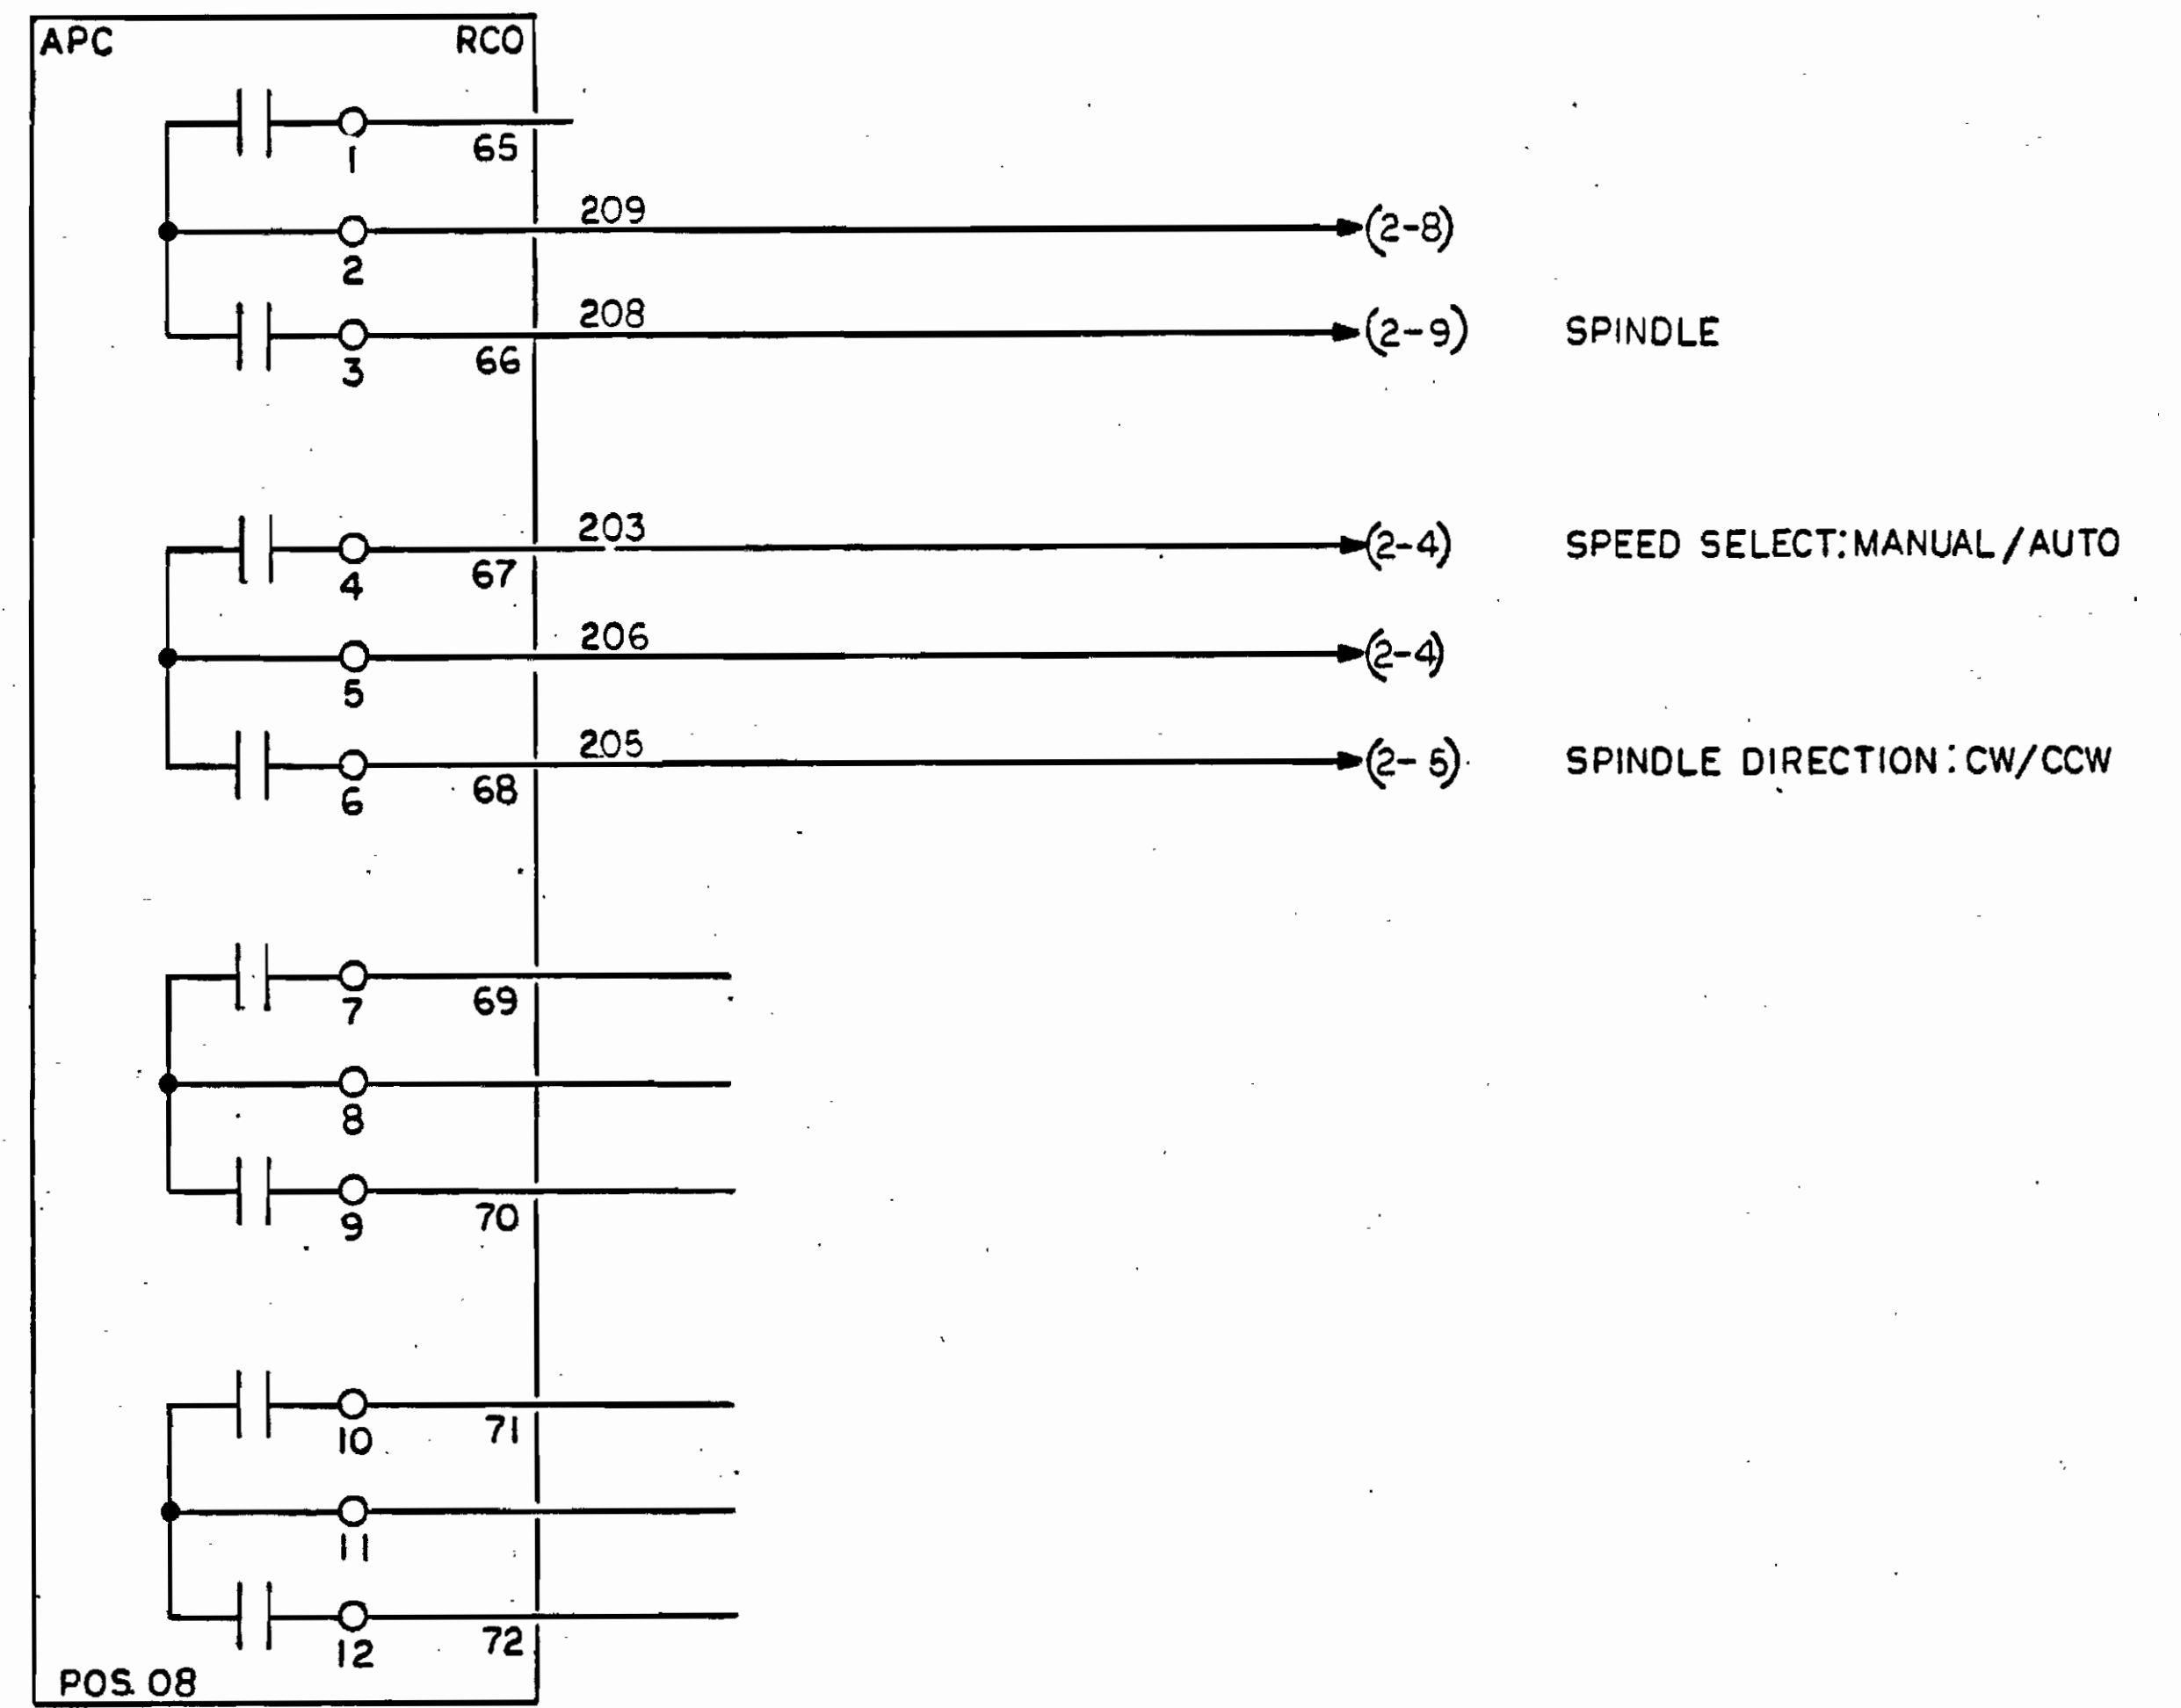 APC RCO
1 65
209 (2-8)
2
208 (2-9) SPINDLE
3 66
203 (2-4) SPEED SELECT:MANUAL/AUTO
4 67
206 (2-4)
5
205 (2-5) SPINDLE DIRECTION:CW/CCW
6 68
7 69
8
9 70
10 71
11
12 72
POS. 08